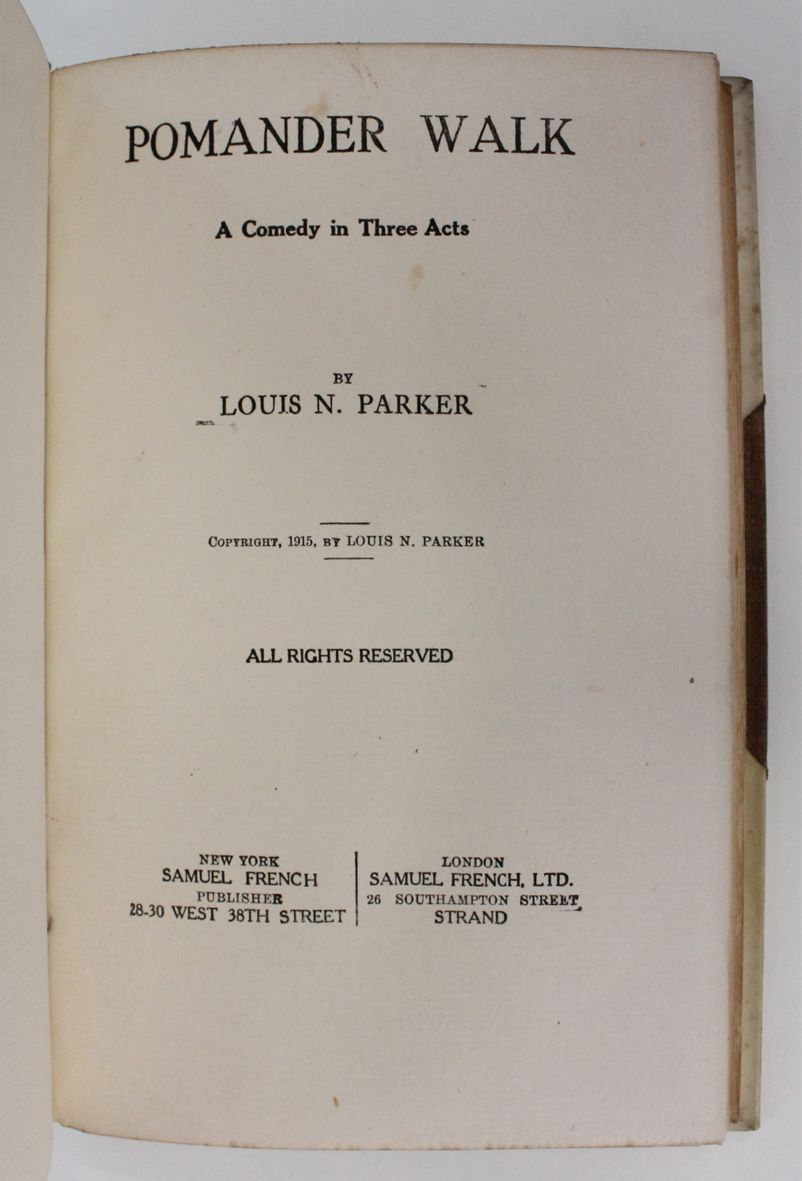 POMANDER WALK
A Comedy in Three Acts
BY
LOUIS N. PARKER
COPYRIGHT, 1915, BY LOUIS N. PARKER
ALL RIGHTS RESERVED
NEW YORK
SAMUEL FRENCH
PUBLISHER
28-30 WEST 38TH STREET
LONDON
SAMUEL FRENCH, LTD.
26 SOUTHAMPTON STREET
STRAND